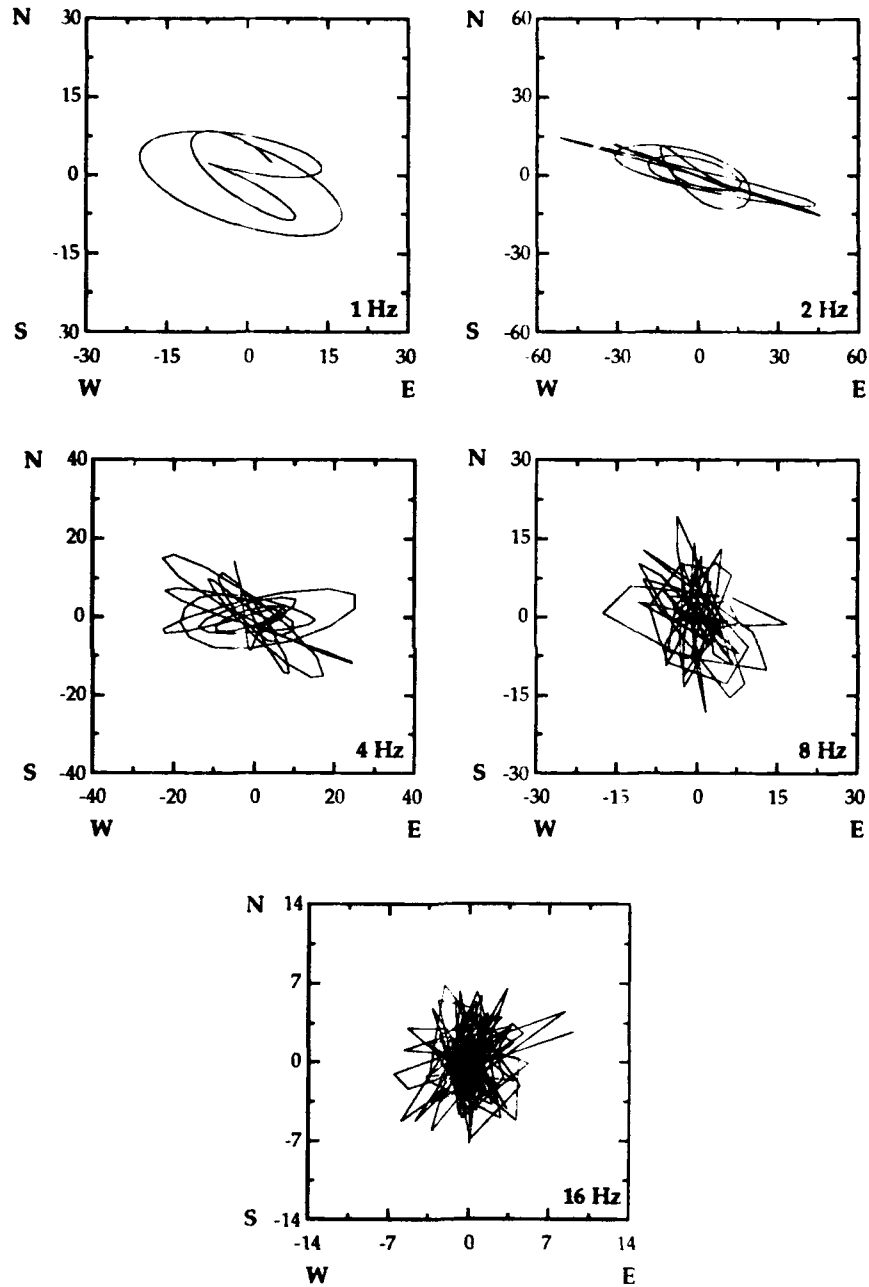 N 30 N 60
15 30
0 0
-15 -30
1 Hz 2 Hz
S 30 S -60
-30 -15 0 15 30 -60 -30 0 30 60
W E W E
N 40 N 30
20 15
0 0
-20 -15
4 Hz 8 Hz
S -40 S -30
-40 -20 0 20 40 -30 -15 0 15 30
W E W E
N 14
7
0
-7
16 Hz
S -14
-14 -7 0 7 14
W E